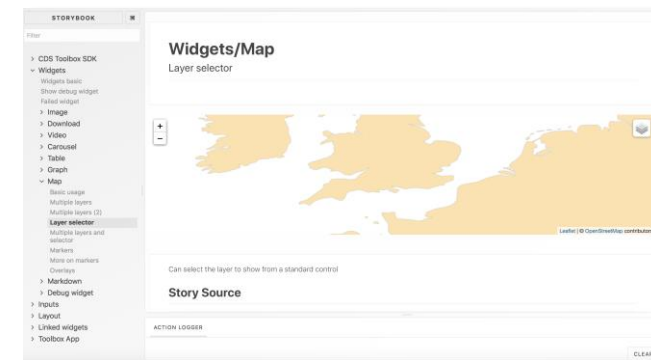 STORYBOOK
⌘
Filter
CDS Toolbox SDK
Widgets
Widgets basic
Show debug widget
Failed widget
Image
Download
Video
Carousel
Table
Graph
Map
Basic usage
Multiple layers
Multiple layers (2)
Layer selector
Multiple layers and
selector
Markers
More on markers
Overlays
Markdown
Debug widget
Inputs
Layout
Linked widgets
Toolbox App
Widgets/Map
Layer selector
+
−
Leaflet | © OpenStreetMap contributors
Can select the layer to show from a standard control
Story Source
ACTION LOGGER
CLEAR